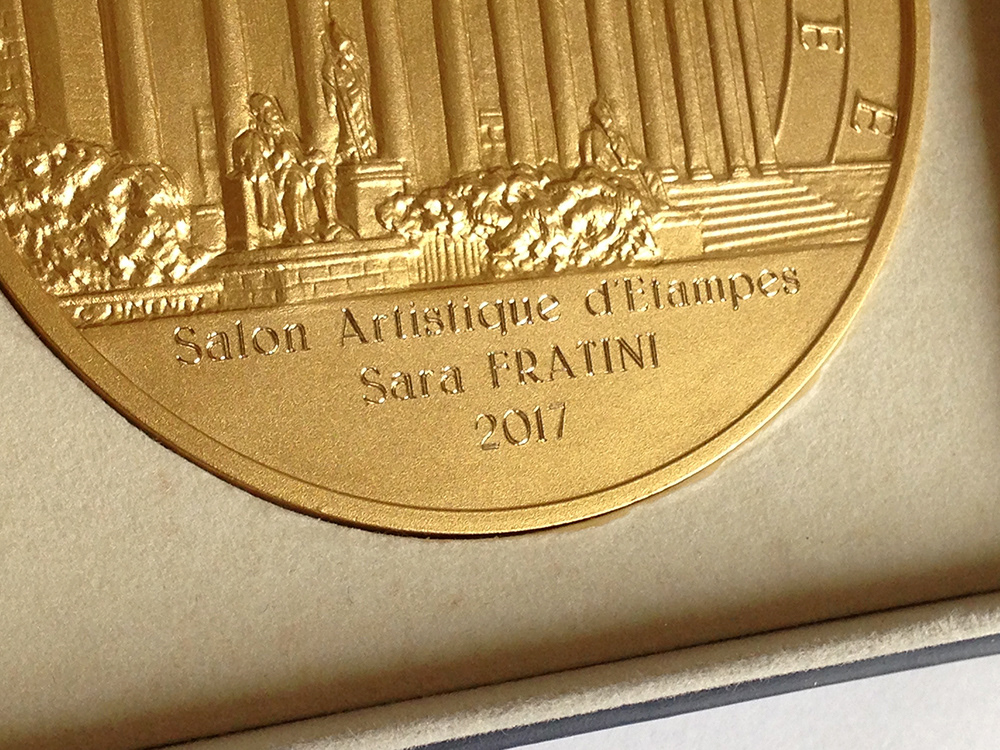 E
E
Salon Artistique d'Etampes
Sara FRATINI
2017